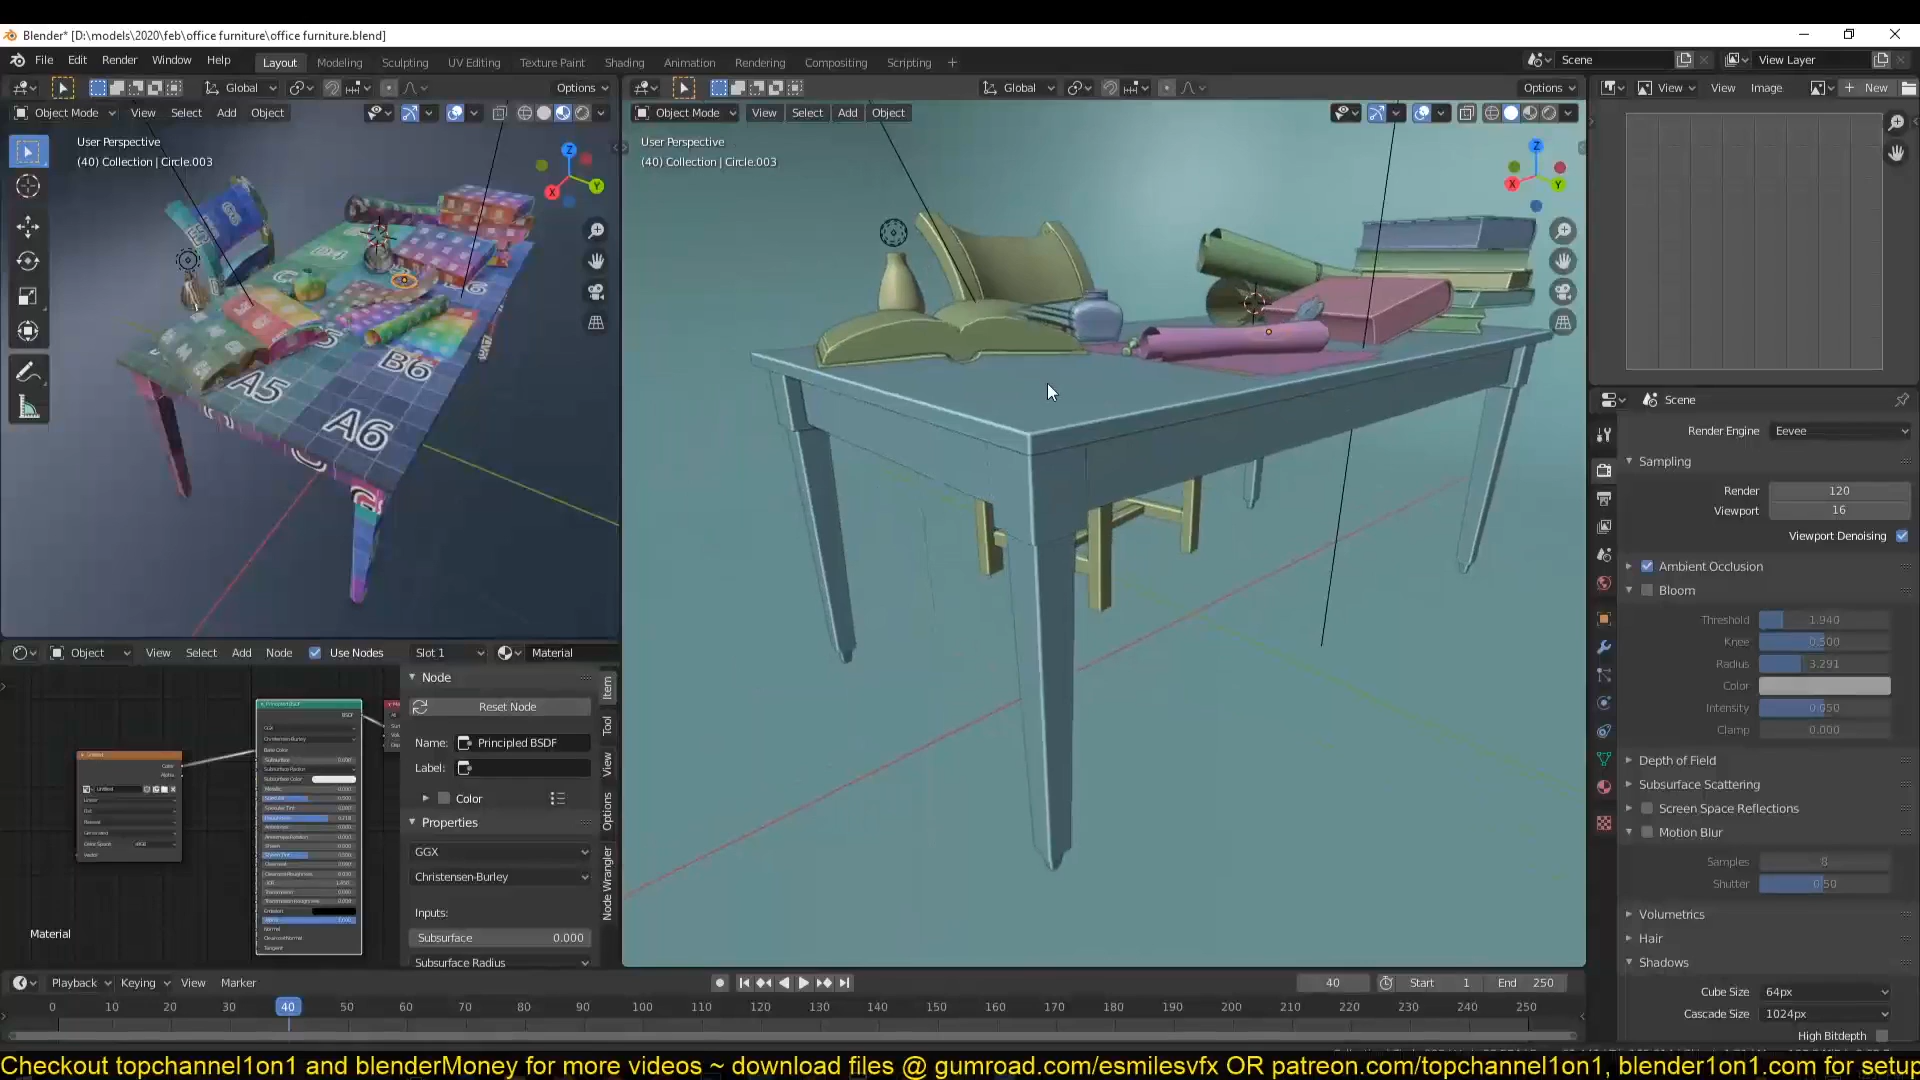 Blender* [D:\models\2020\feb\office furniture\office furniture.blend]
File Edit Render Window Help Layout Modeling Sculpting UV Editing Texture Paint Shading Animation Rendering Compositing Scripting + Scene View Layer
Global Options Global Options View View Image New
Object Mode View Select Add Object Object Mode View Select Add Object
User Perspective
(40) Collection | Circle.003
User Perspective
(40) Collection | Circle.003
Z
X
Y
Z
X
Y
A5
B6
A6
Scene
Render Engine Eevee
Sampling
Render 120
Viewport 16
Viewport Denoising
Ambient Occlusion
Bloom
Threshold 1.940
Knee 0.500
Radius 3.291
Color
Intensity 0.050
Clamp 0.000
Depth of Field
Subsurface Scattering
Screen Space Reflections
Motion Blur
Samples 8
Shutter 0.50
Volumetrics
Hair
Shadows
Cube Size 64px
Cascade Size 1024px
High Bitdepth
Object View Select Add Node Use Nodes Slot 1 Material
Node
Reset Node
Name: Principled BSDF
Label:
Color
Properties
GGX
Christensen-Burley
Inputs:
Subsurface 0.000
Subsurface Radius
Item
Tool
View
Options
Node Wrangler
Material
Playback Keying View Marker 40 Start 1 End 250
0 10 20 30 40 50 60 70 80 90 100 110 120 130 140 150 160 170 180 190 200 210 220 230 240 250
Checkout topchannel1on1 and blenderMoney for more videos ~ download files @ gumroad.com/esmilesvfx OR patreon.com/topchannel1on1, blender1on1.com for setup